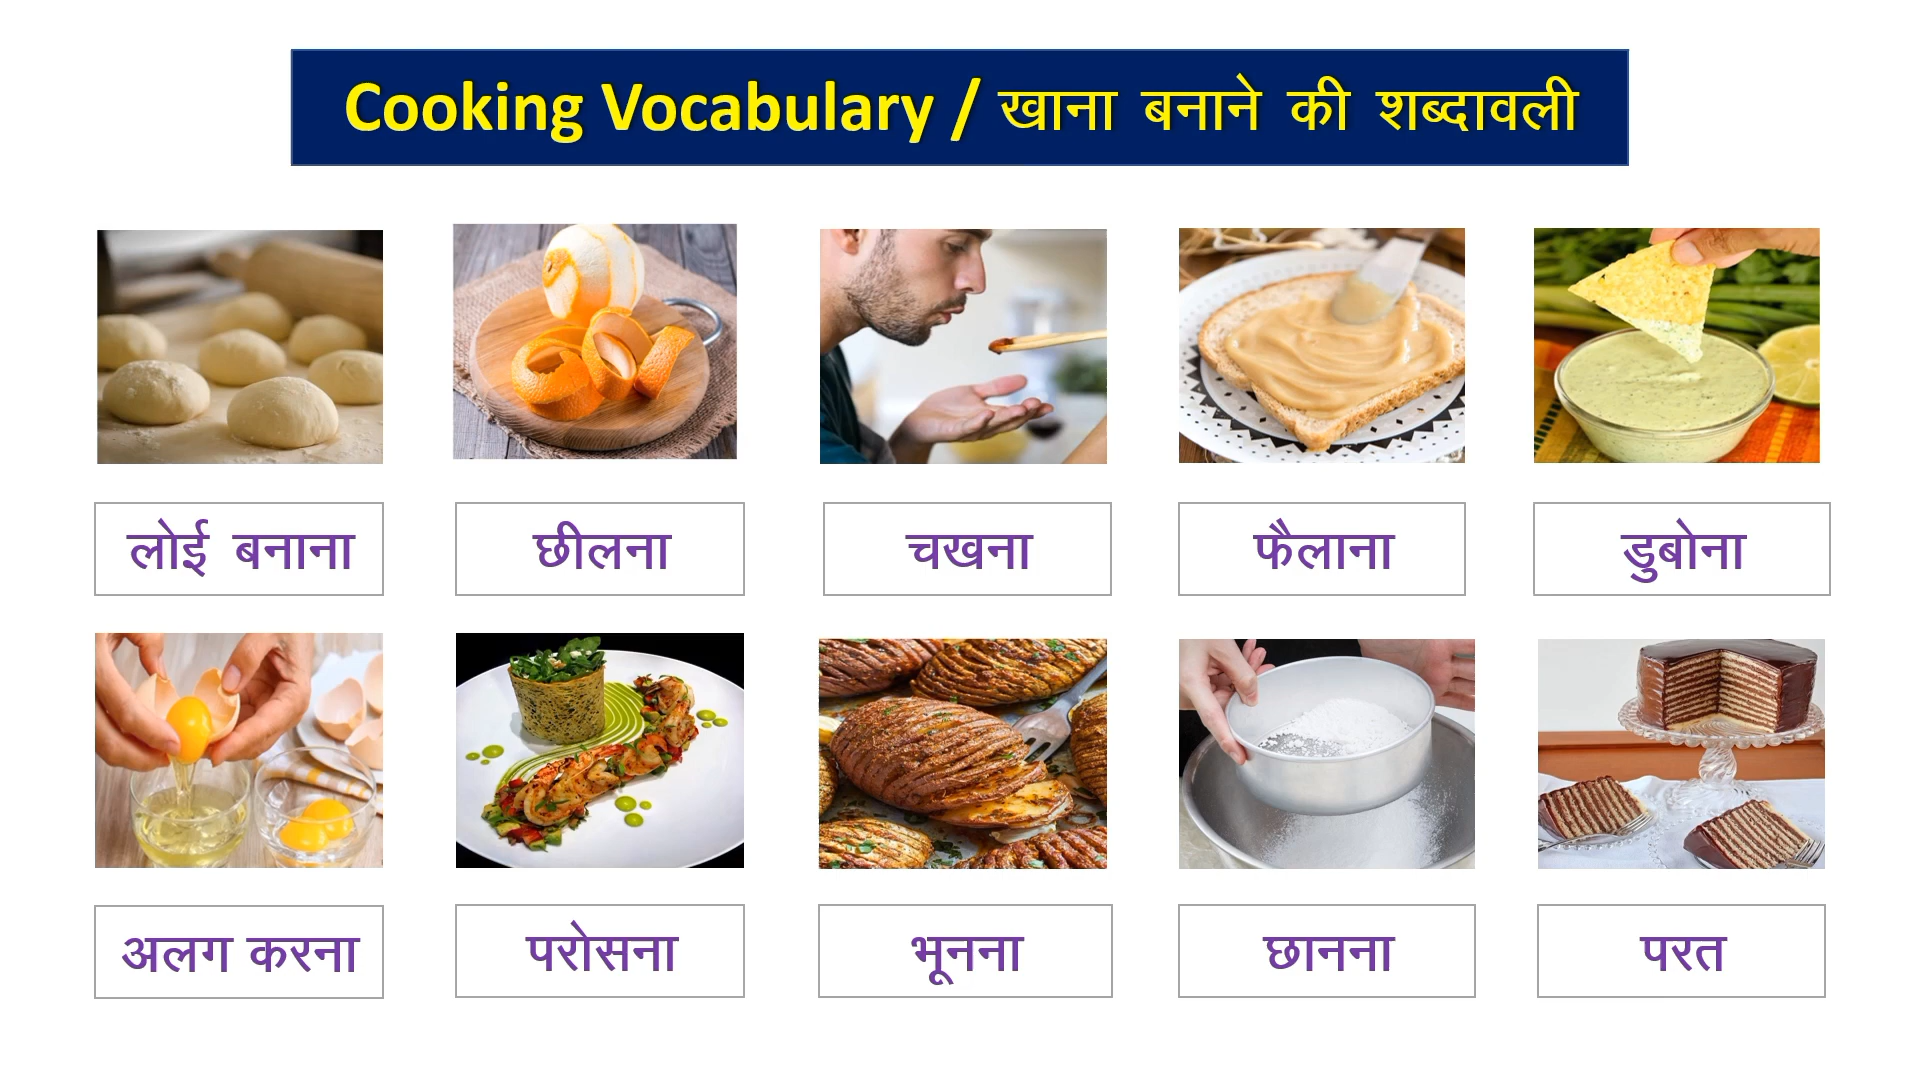 Cooking Vocabulary / खाना बनाने की शब्दावली
लोई बनाना
छीलना
चखना
फैलाना
डुबोना
अलग करना
परोसना
भूनना
छानना
परत